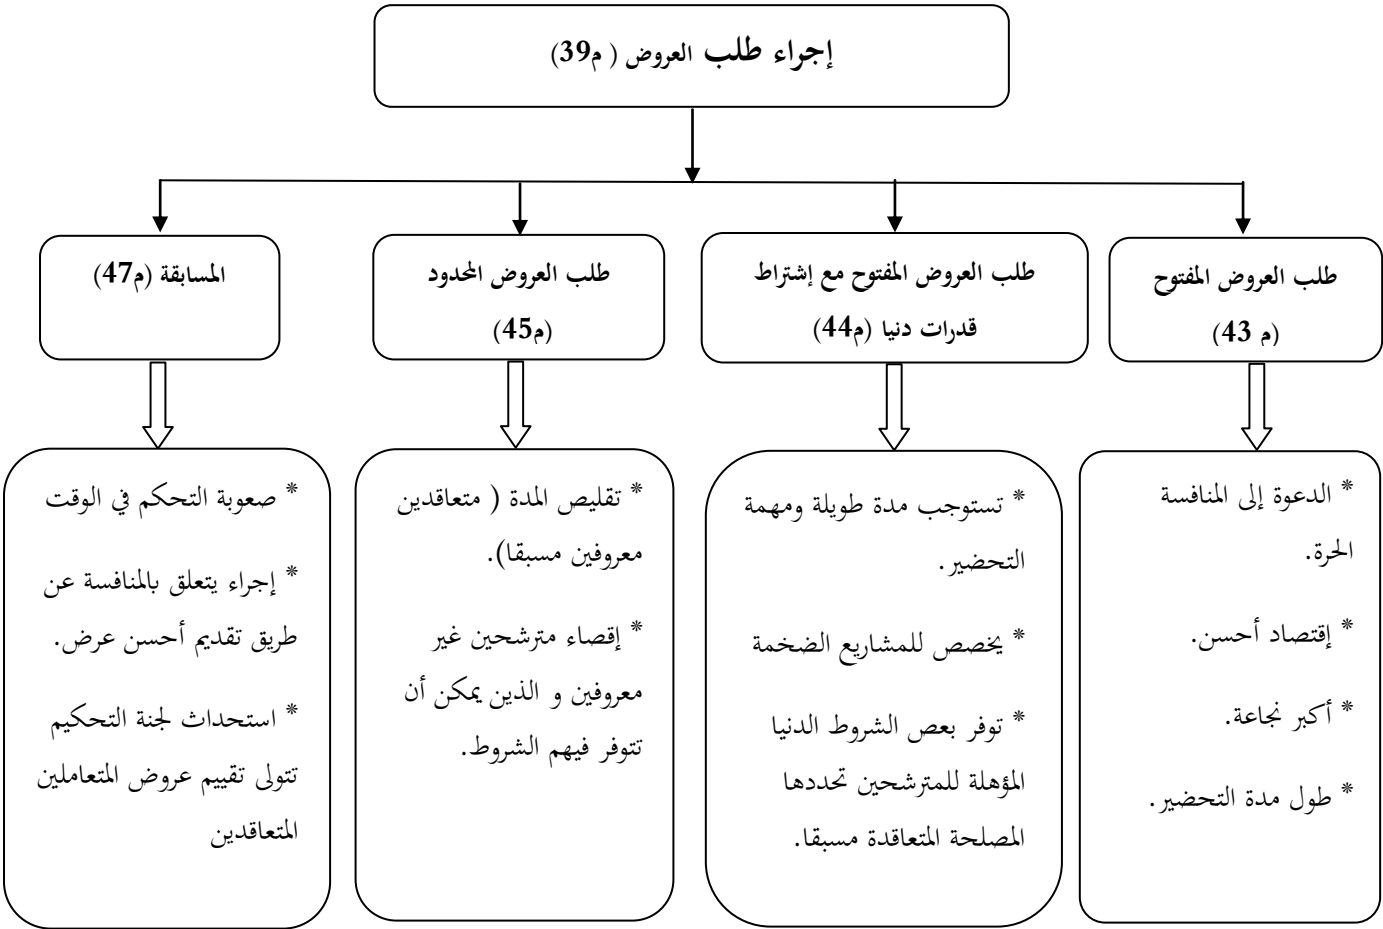 إجراء طلب العروض ( م39)
طلب العروض المفتوح
(م 43)
طلب العروض المفتوح مع إشتراط
قدرات دنيا (م44)
طلب العروض المحدود
(م45)
المسابقة (م47)
* الدعوة إلى المنافسة
الحرة.
* إقتصاد أحسن.
* أكبر نجاعة.
* طول مدة التحضير.
* تستوجب مدة طويلة ومهمة
التحضير.
* يخصص للمشاريع الضخمة
* توفر بعص الشروط الدنيا
المؤهلة للمترشحين تحددها
المصلحة المتعاقدة مسبقا.
* تقليص المدة ( متعاقدين
معروفين مسبقا).
* إقصاء مترشحين غير
معروفين و الذين يمكن أن
تتوفر فيهم الشروط.
* صعوبة التحكم في الوقت
* إجراء يتعلق بالمنافسة عن
طريق تقديم أحسن عرض.
* استحداث لجنة التحكيم
تتولى تقييم عروض المتعاملين
المتعاقدين